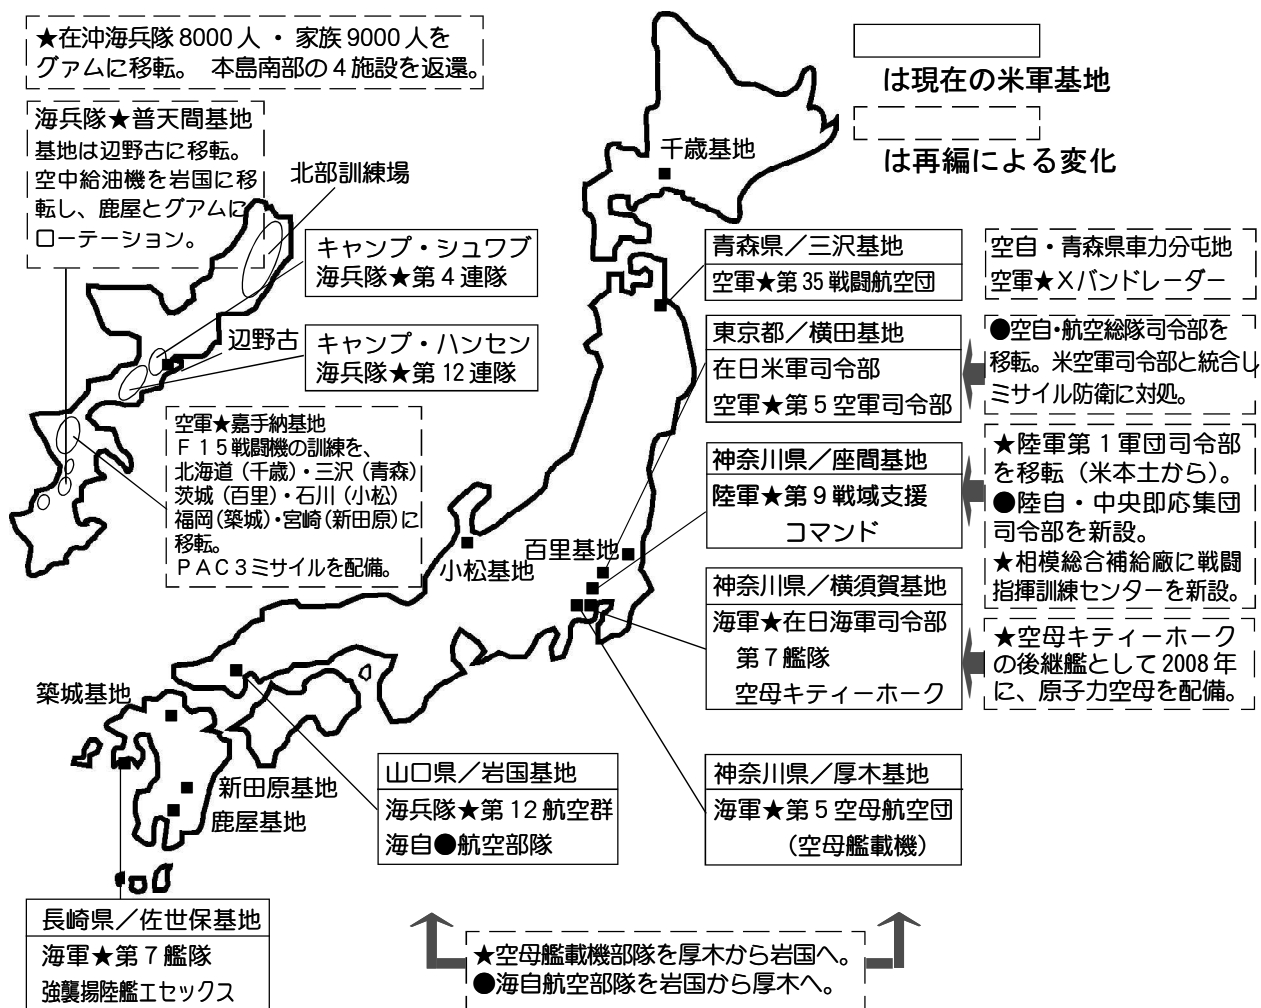 ★在沖海兵隊8000人・家族9000人を
グァムに移転。 本島南部の4施設を返還。
海兵隊★普天間基地
基地は辺野古に移転。
空中給油機を岩国に移
転し、鹿屋とグアムに
ローテーション。
北部訓練場
キャンプ・シュワブ
海兵隊★第4連隊
辺野古
キャンプ・ハンセン
海兵隊★第12連隊
空軍★嘉手納基地
F15戦闘機の訓練を、
北海道(千歳)・三沢(青森)
茨城(百里)・石川(小松)
福岡(築城)・宮崎(新田原)に
移転。
PAC3ミサイルを配備。
は現在の米軍基地
は再編による変化
千歳基地
青森県/三沢基地
空軍★第35戦闘航空団
空自・青森県車力分屯地
空軍★Xバンドレーダー
東京都/横田基地
在日米軍司令部
空軍★第5空軍司令部
●空自・航空総隊司令部を
移転。米空軍司令部と統合し
ミサイル防衛に対処。
神奈川県/座間基地
陸軍★第9戦域支援
コマンド
★陸軍第1軍団司令部
を移転(米本土から)。
●陸自・中央即応集団
司令部を新設。
★相模総合補給廠に戦闘
指揮訓練センターを新設。
小松基地
百里基地
神奈川県/横須賀基地
海軍★在日海軍司令部
第7艦隊
空母キティーホーク
★空母キティーホーク
の後継艦として2008年
に、原子力空母を配備。
築城基地
新田原基地
鹿屋基地
山口県/岩国基地
海兵隊★第12航空群
海自●航空部隊
神奈川県/厚木基地
海軍★第5空母航空団
(空母艦載機)
長崎県/佐世保基地
海軍★第7艦隊
強襲揚陸艦エセックス
★空母艦載機部隊を厚木から岩国へ。
●海自航空部隊を岩国から厚木へ。